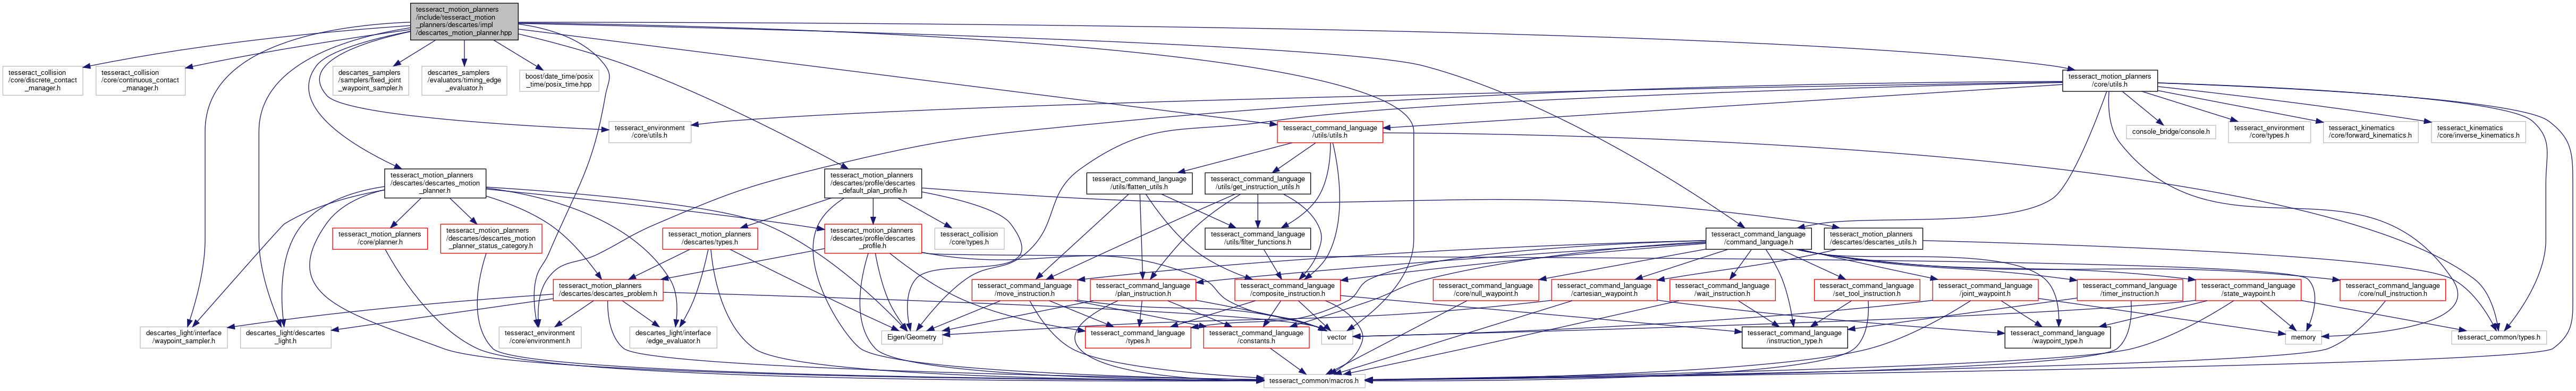 tesseract_motion_planners
/include/tesseract_motion
_planners/descartes/impl
/descartes_motion_planner.hpp
tesseract_collision
/core/discrete_contact
_manager.h
tesseract_collision
/core/continuous_contact
_manager.h
descartes_samplers
/samplers/fixed_joint
_waypoint_sampler.h
descartes_samplers
/evaluators/timing_edge
_evaluator.h
boost/date_time/posix
_time/posix_time.hpp
tesseract_motion_planners
/core/utils.h
tesseract_environment
/core/utils.h
tesseract_command_language
/utils/utils.h
console_bridge/console.h
tesseract_environment
/core/types.h
tesseract_kinematics
/core/forward_kinematics.h
tesseract_kinematics
/core/inverse_kinematics.h
tesseract_motion_planners
/descartes/descartes_motion
_planner.h
tesseract_motion_planners
/descartes/profile/descartes
_default_plan_profile.h
tesseract_command_language
/utils/flatten_utils.h
tesseract_command_language
/utils/get_instruction_utils.h
tesseract_motion_planners
/core/planner.h
tesseract_motion_planners
/descartes/descartes_motion
_planner_status_category.h
tesseract_motion_planners
/descartes/types.h
tesseract_motion_planners
/descartes/profile/descartes
_profile.h
tesseract_collision
/core/types.h
tesseract_command_language
/utils/filter_functions.h
tesseract_command_language
/command_language.h
tesseract_motion_planners
/descartes/descartes_utils.h
tesseract_motion_planners
/descartes/descartes_problem.h
tesseract_command_language
/move_instruction.h
tesseract_command_language
/plan_instruction.h
tesseract_command_language
/composite_instruction.h
tesseract_command_language
/core/null_waypoint.h
tesseract_command_language
/cartesian_waypoint.h
tesseract_command_language
/wait_instruction.h
tesseract_command_language
/set_tool_instruction.h
tesseract_command_language
/joint_waypoint.h
tesseract_command_language
/timer_instruction.h
tesseract_command_language
/state_waypoint.h
tesseract_command_language
/core/null_instruction.h
descartes_light/interface
/waypoint_sampler.h
descartes_light/descartes
_light.h
tesseract_environment
/core/environment.h
descartes_light/interface
/edge_evaluator.h
Eigen/Geometry
tesseract_command_language
/types.h
tesseract_command_language
/constants.h
vector
tesseract_command_language
/instruction_type.h
tesseract_command_language
/waypoint_type.h
memory
tesseract_common/types.h
tesseract_common/macros.h